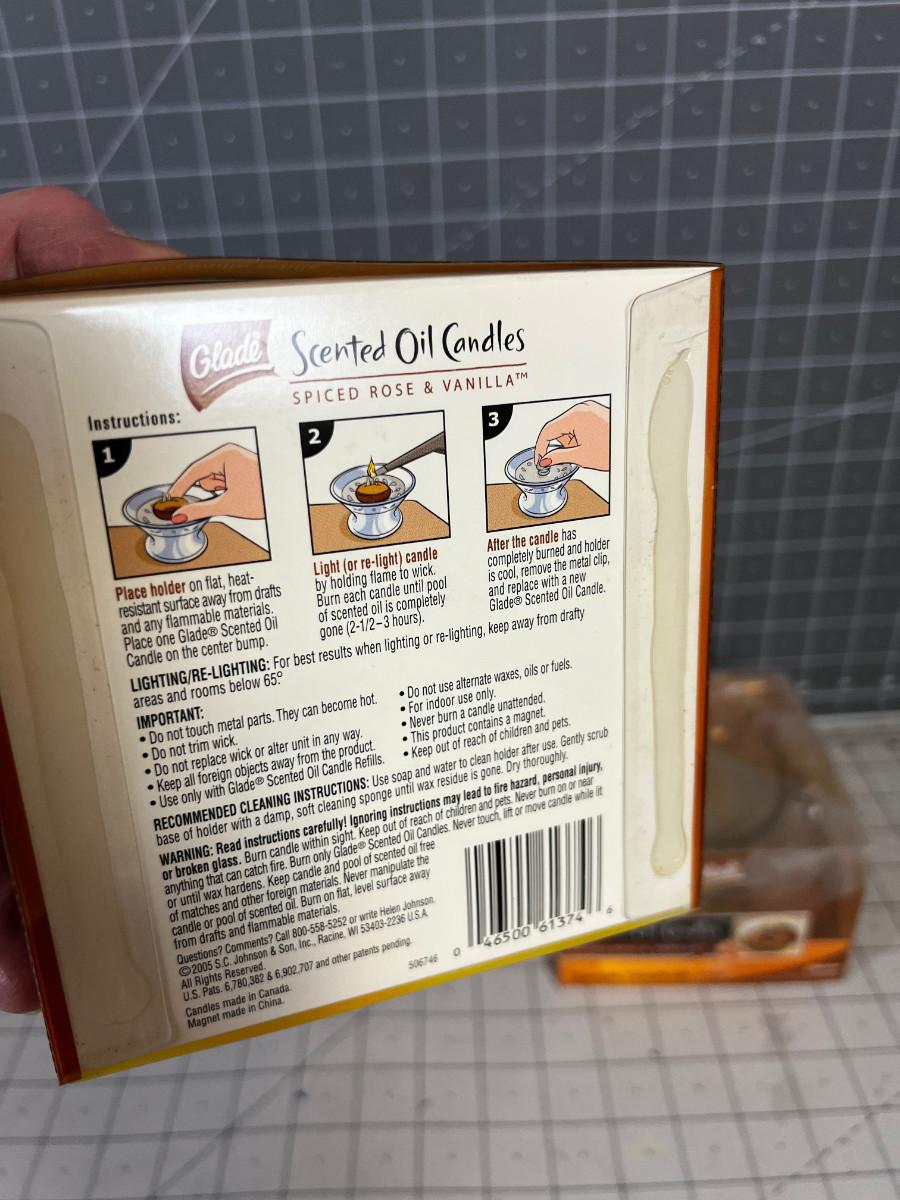 Glade
Scented Oil Candles
SPICED ROSE & VANILLA™
Instructions:
1
Place holder on flat, heat-
resistant surface away from drafts
and any flammable materials.
Place one Glade® Scented Oil
Candle on the center bump.
2
Light (or re-light) candle
by holding flame to wick.
Burn each candle until pool
of scented oil is completely
gone (2-1/2–3 hours).
3
After the candle has
completely burned and holder
is cool, remove the metal clip,
and replace with a new
Glade® Scented Oil Candle.
LIGHTING/RE-LIGHTING: For best results when lighting or re-lighting, keep away from drafty
areas and rooms below 65°
IMPORTANT:
• Do not touch metal parts. They can become hot.
• Do not trim wick.
• Do not replace wick or alter unit in any way.
• Keep all foreign objects away from the product.
• Use only with Glade® Scented Oil Candle Refills.
• Do not use alternate waxes, oils or fuels.
• For indoor use only.
• Never burn a candle unattended.
• This product contains a magnet.
• Keep out of reach of children and pets.
RECOMMENDED CLEANING INSTRUCTIONS: Use soap and water to clean holder after use. Gently scrub
base of holder with a damp, soft cleaning sponge until wax residue is gone. Dry thoroughly.
WARNING: Read instructions carefully! Ignoring instructions may lead to fire hazard, personal injury,
or broken glass. Burn candle within sight. Keep out of reach of children and pets. Never burn on or near
anything that can catch fire. Burn only Glade® Scented Oil Candles. Never touch, lift or move candle while lit
or until wax hardens. Keep candle and pool of scented oil free
of matches and other foreign materials. Never manipulate the
candle or pool of scented oil. Burn on flat, level surface away
from drafts and flammable materials.
Questions? Comments? Call 800-558-5252 or write Helen Johnson.
©2005 S.C. Johnson & Son, Inc., Racine, WI 53403-2236 U.S.A.
All Rights Reserved.
U.S. Pats. 6,780,382 & 6,902,707 and other patents pending.
Candles made in Canada.
Magnet made in China.
506746
0 46500 61374 6